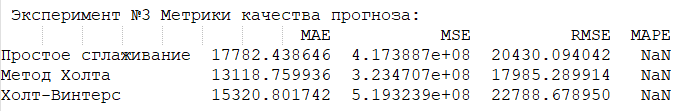 Эксперимент №3 Метрики качества прогноза:
MAE MSE RMSE MAPE
Простое сглаживание 17782.438646 4.173887e+08 20430.094042 NaN
Метод Холта 13118.759936 3.234707e+08 17985.289914 NaN
Холт-Винтерс 15320.801742 5.193239e+08 22788.678950 NaN